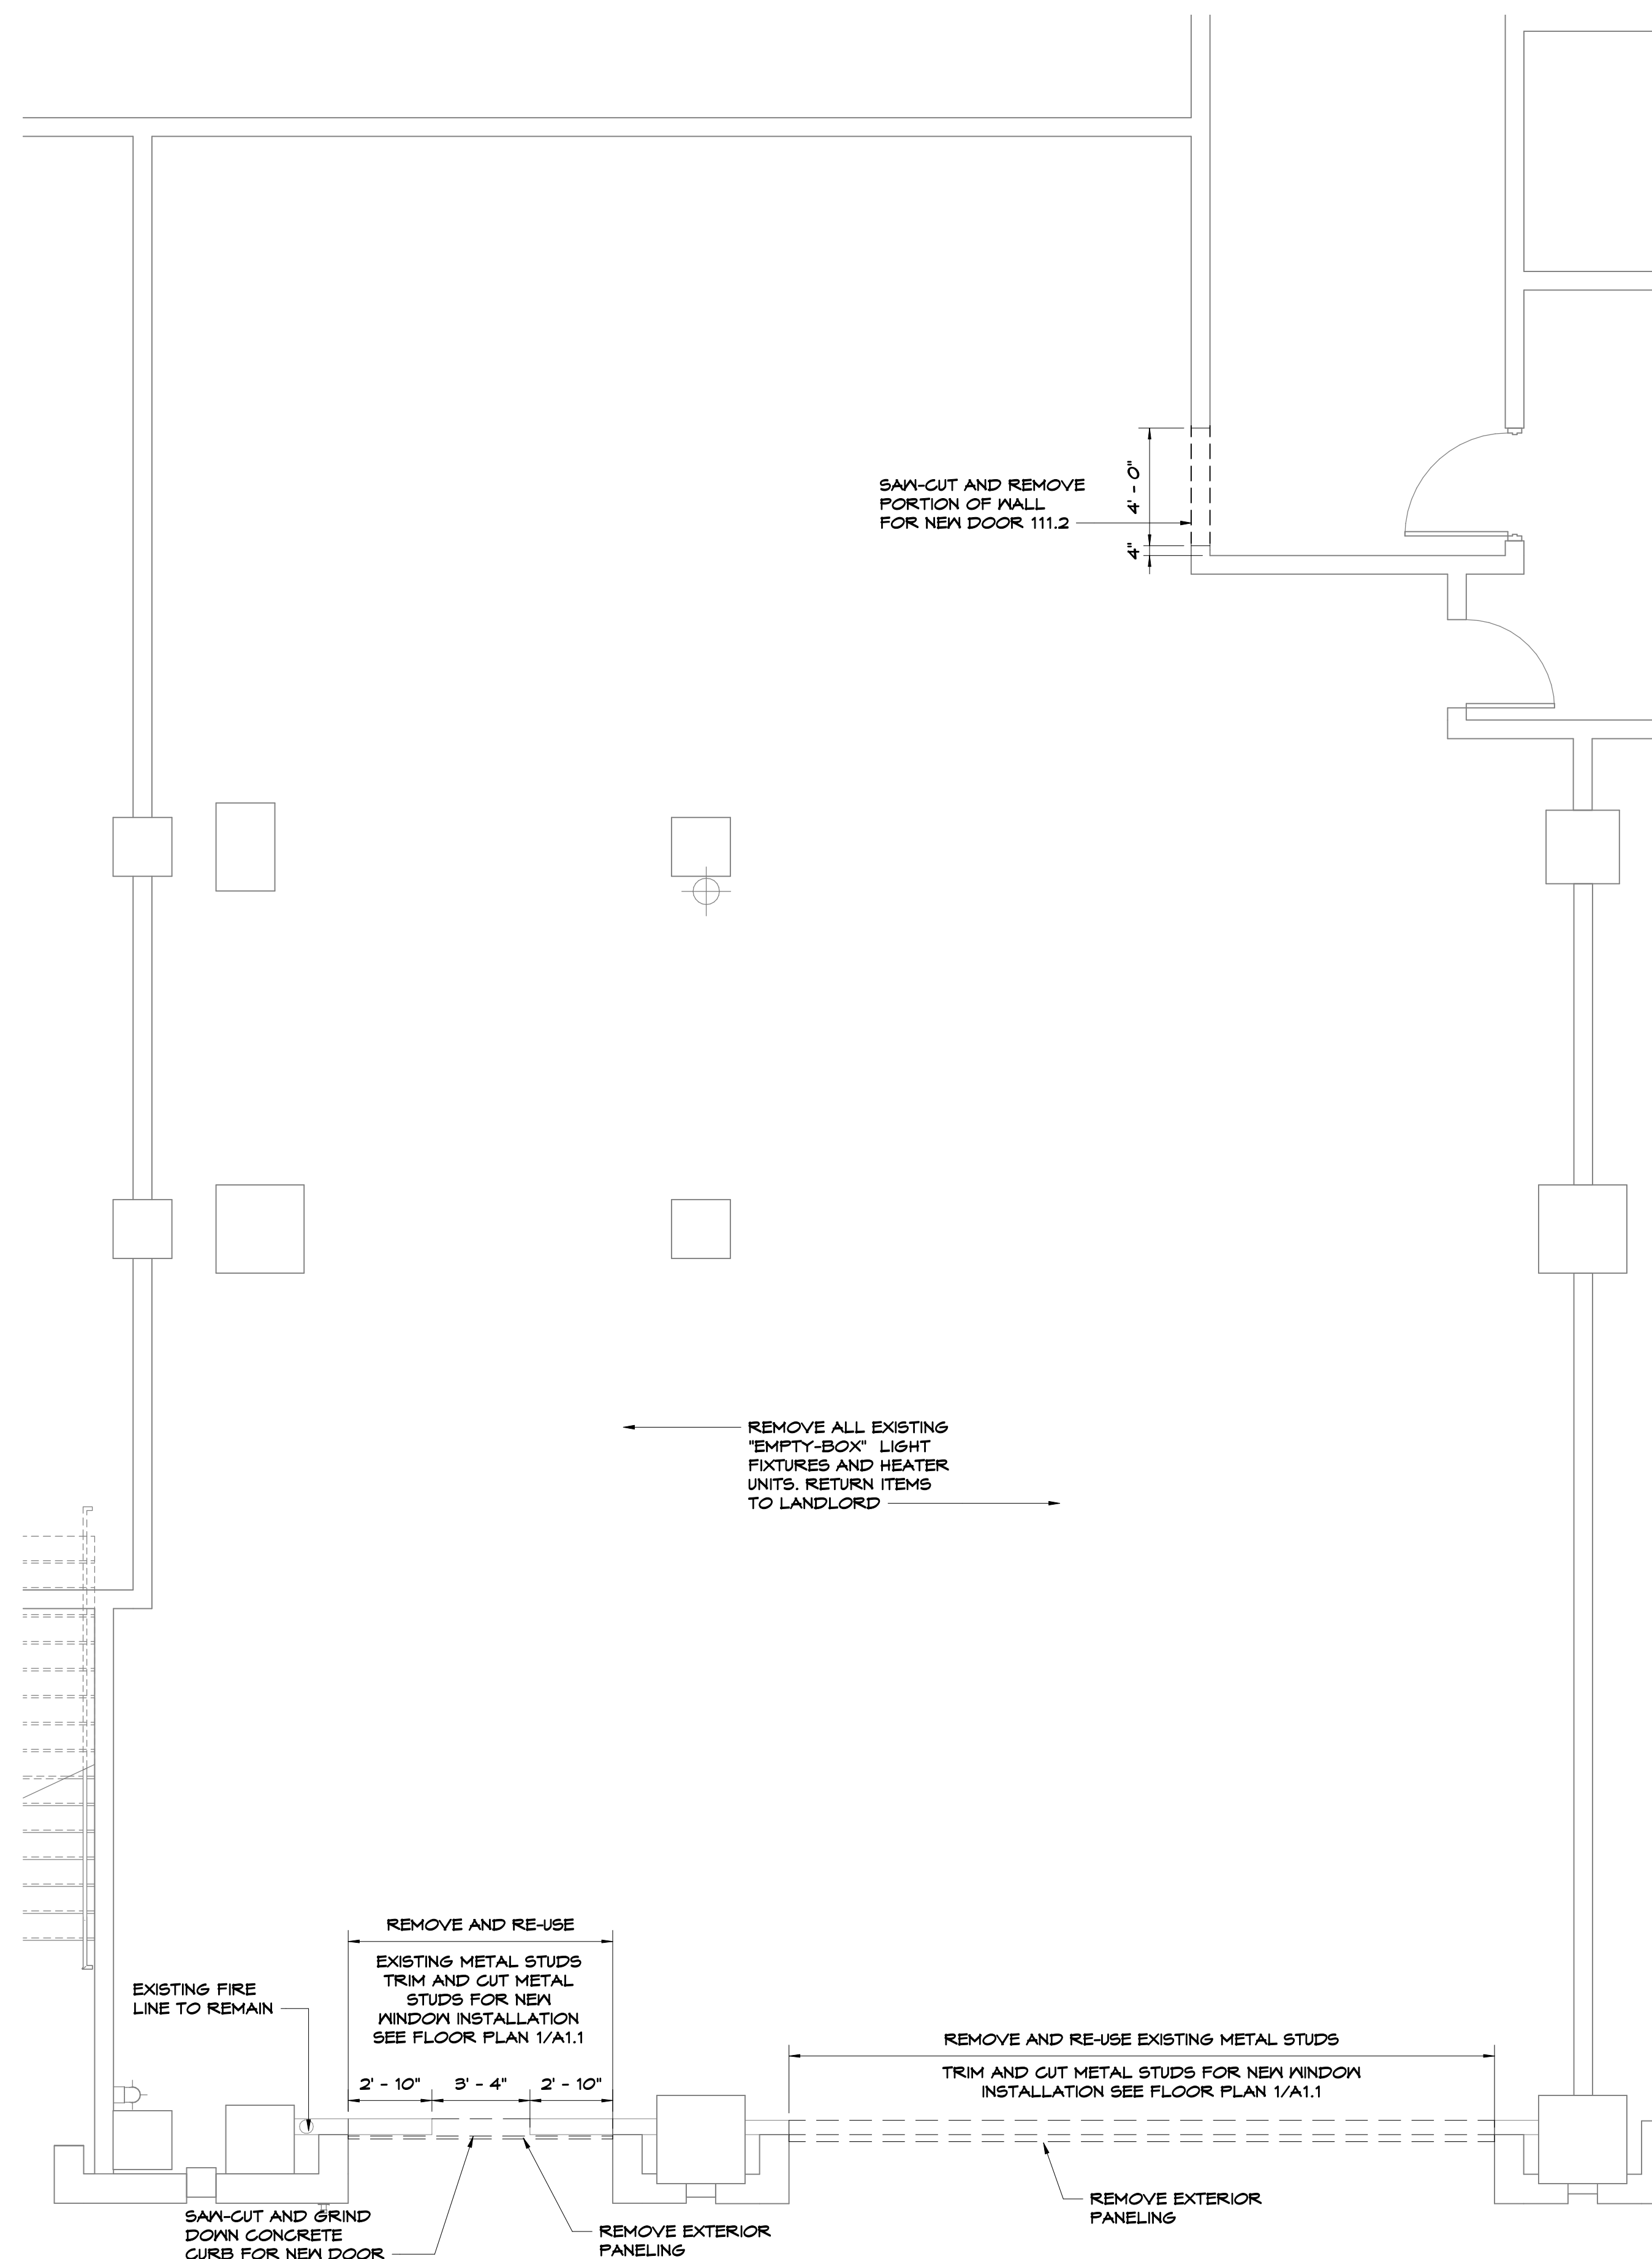 SAW-CUT AND REMOVE
PORTION OF WALL
FOR NEW DOOR 111.2
4' - 0"
4"
REMOVE ALL EXISTING
"EMPTY-BOX" LIGHT
FIXTURES AND HEATER
UNITS. RETURN ITEMS
TO LANDLORD
REMOVE AND RE-USE
EXISTING METAL STUDS
TRIM AND CUT METAL
STUDS FOR NEW
WINDOW INSTALLATION
SEE FLOOR PLAN 1/A1.1
EXISTING FIRE
LINE TO REMAIN
2' - 10"
3' - 4"
2' - 10"
REMOVE AND RE-USE EXISTING METAL STUDS
TRIM AND CUT METAL STUDS FOR NEW WINDOW
INSTALLATION SEE FLOOR PLAN 1/A1.1
SAW-CUT AND GRIND
DOWN CONCRETE
CURB FOR NEW DOOR
REMOVE EXTERIOR
PANELING
REMOVE EXTERIOR
PANELING